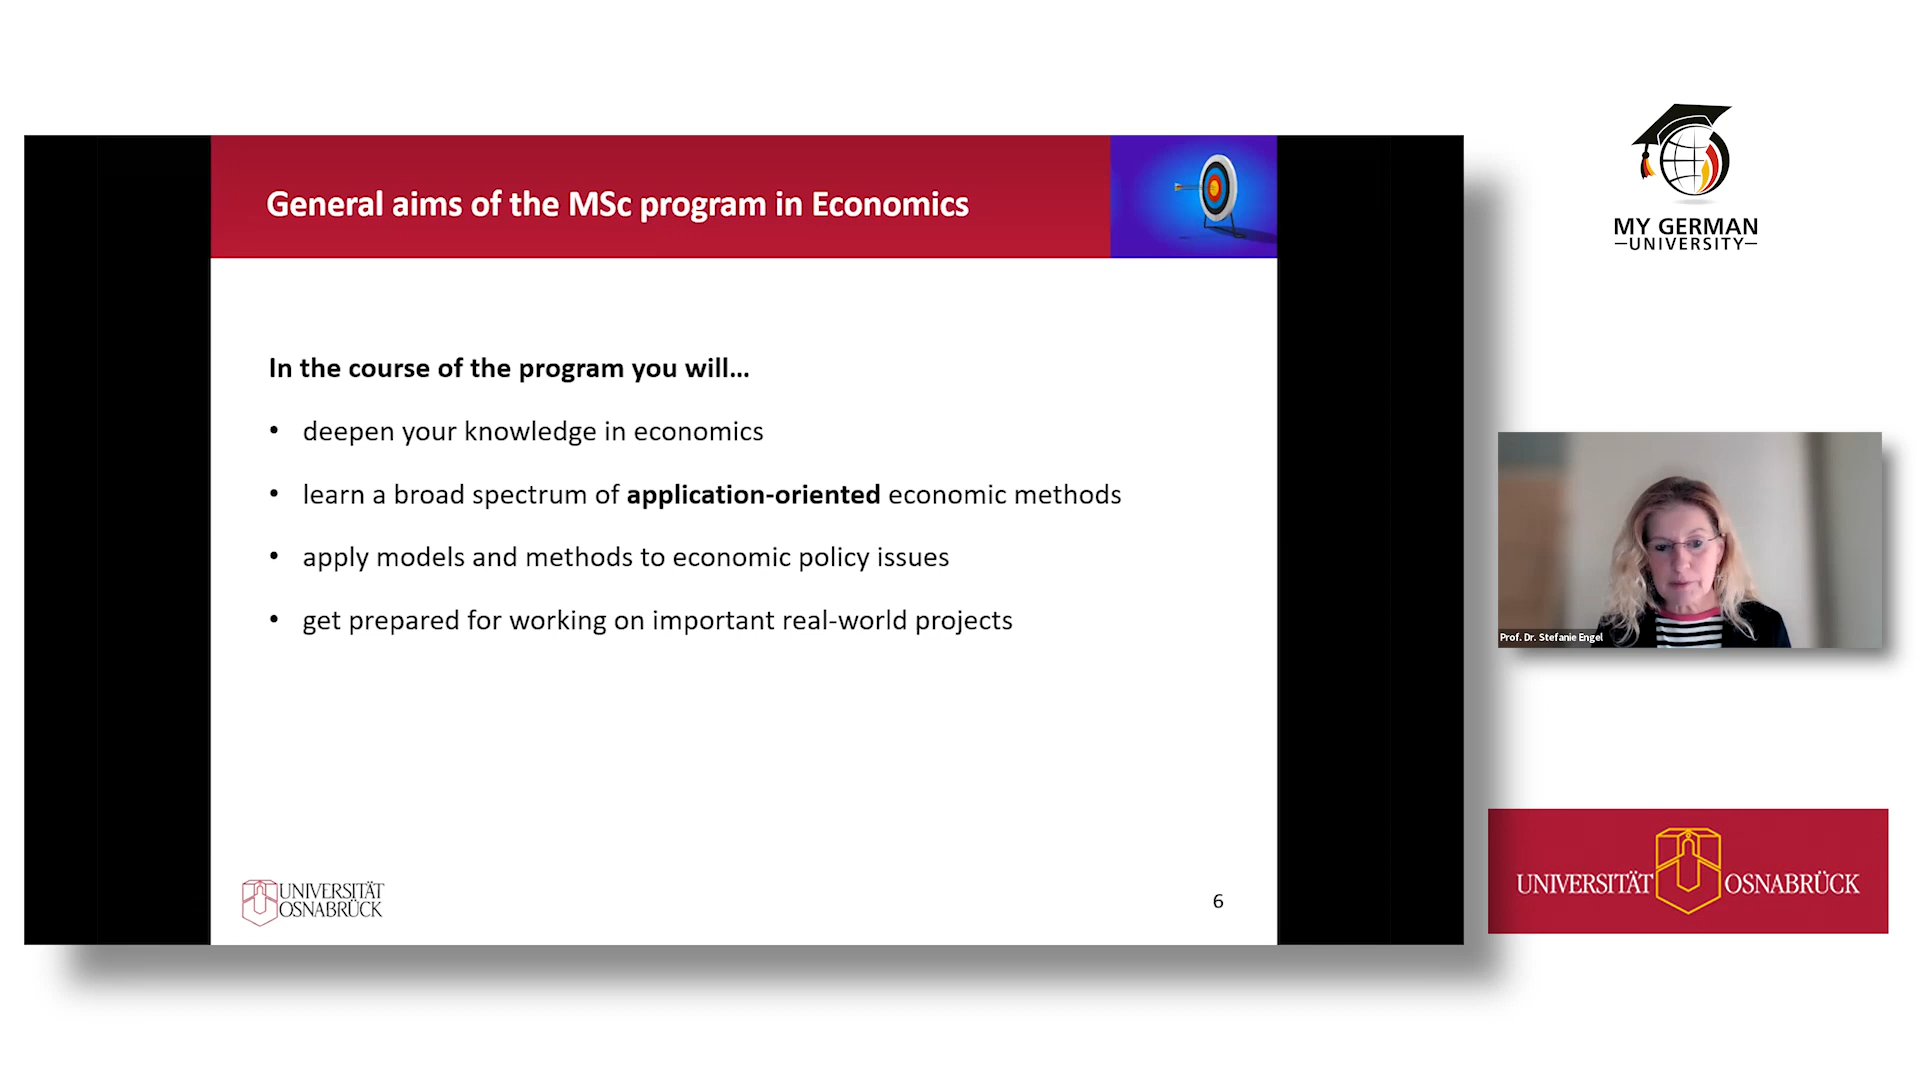 General aims of the MSc program in Economics
In the course of the program you will...
• deepen your knowledge in economics
• learn a broad spectrum of application-oriented economic methods
• apply models and methods to economic policy issues
• get prepared for working on important real-world projects
UNIVERSITÄT
OSNABRÜCK
6
MY GERMAN
UNIVERSITY
Prof. Dr. Stefanie Engel
UNIVERSITÄT OSNABRÜCK